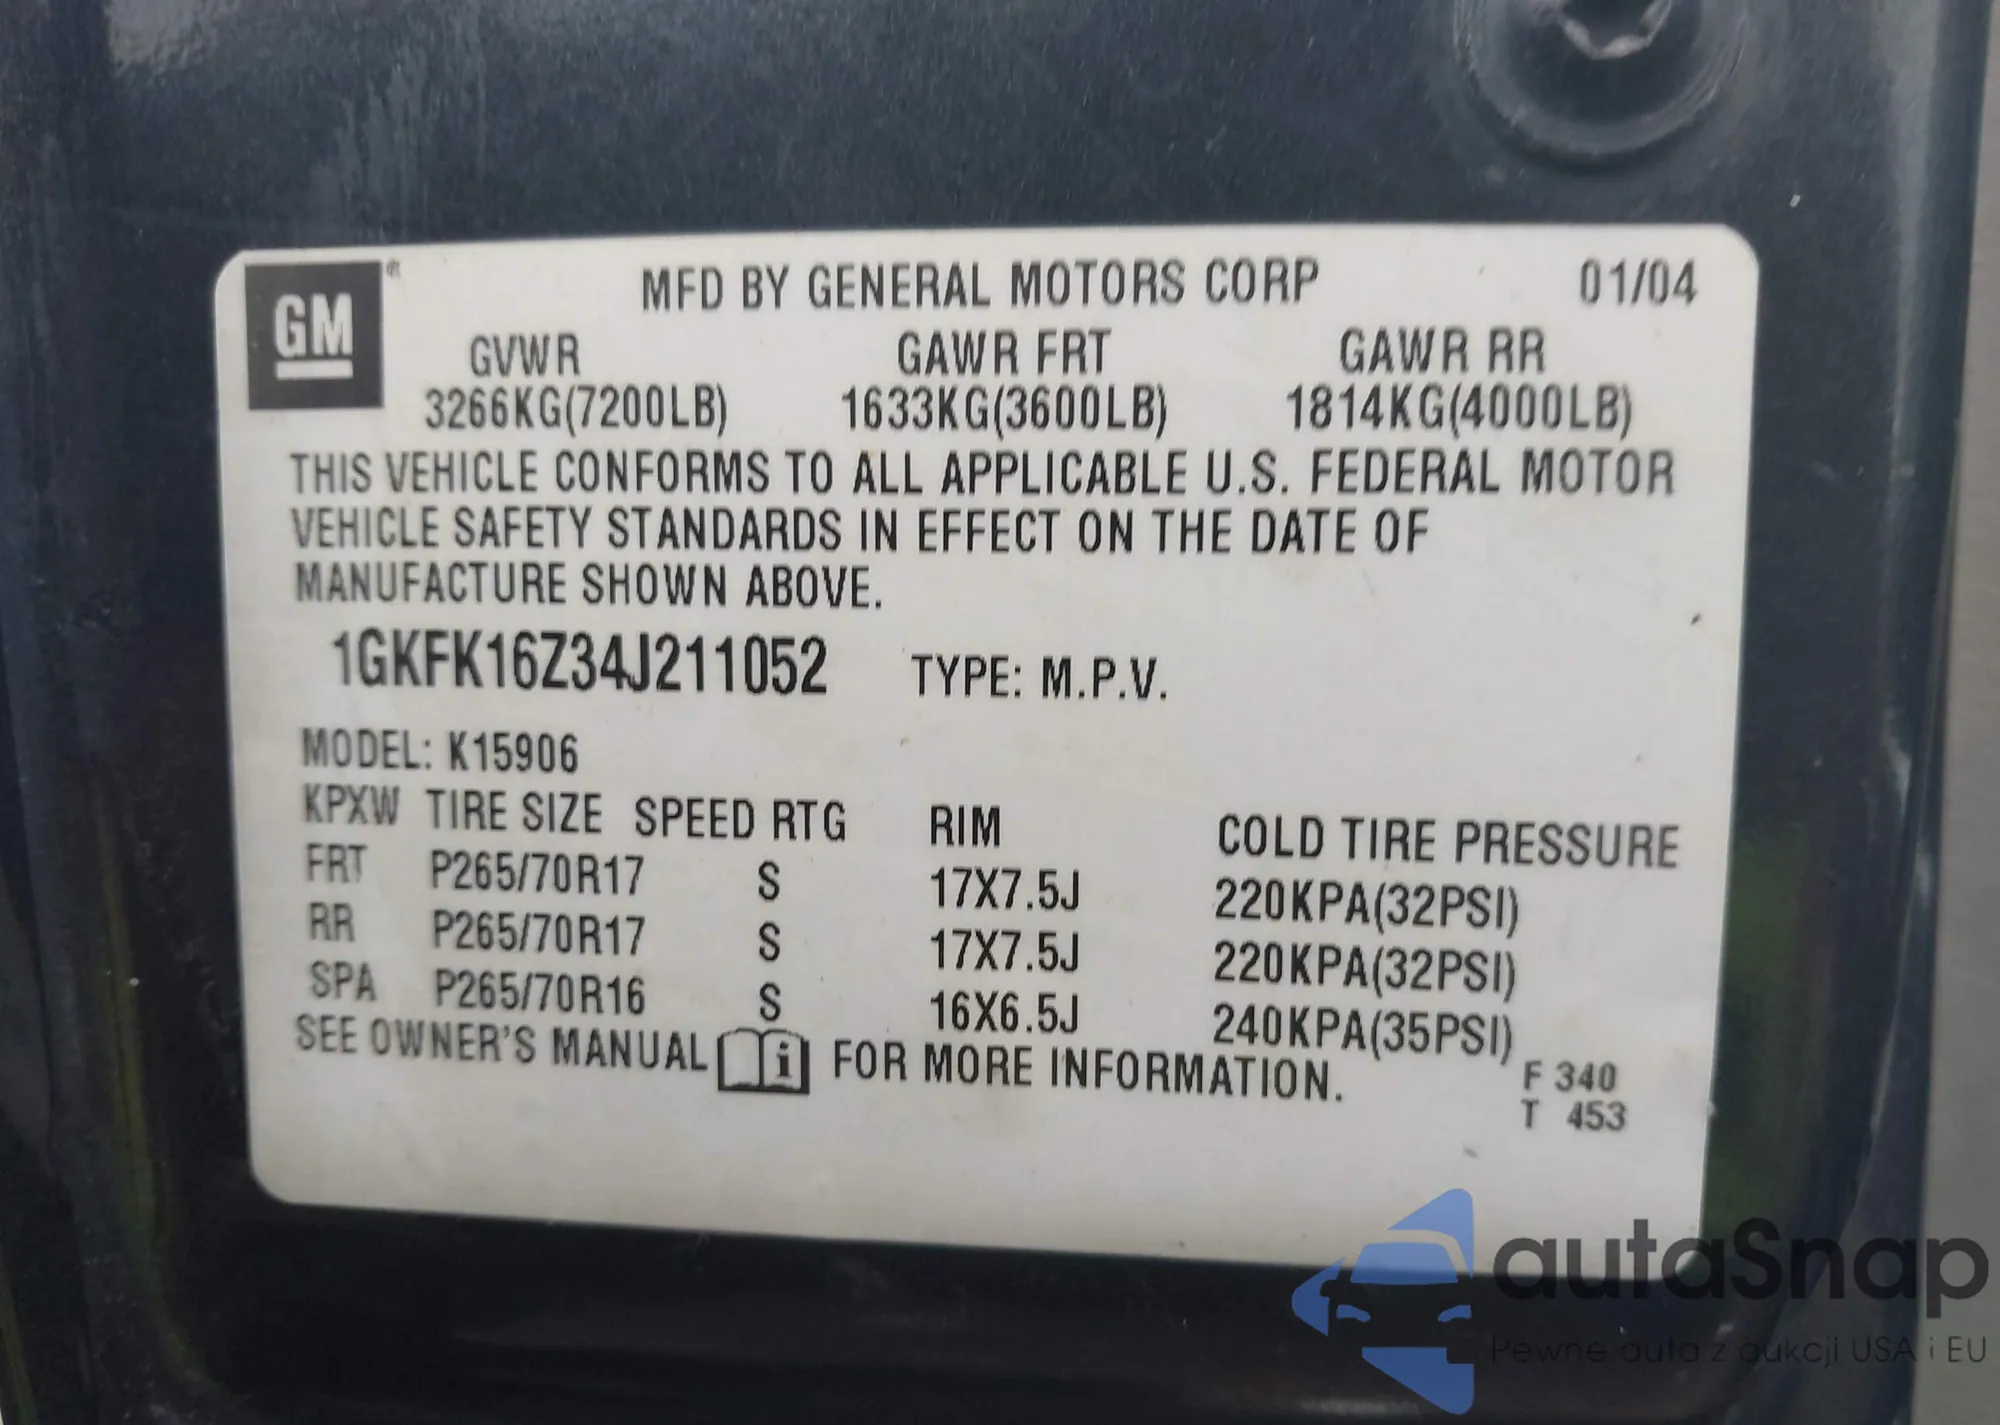 GM®
MFD BY GENERAL MOTORS CORP 01/04
GVWR GAWR FRT GAWR RR
3266KG(7200LB) 1633KG(3600LB) 1814KG(4000LB)
THIS VEHICLE CONFORMS TO ALL APPLICABLE U.S. FEDERAL MOTOR
VEHICLE SAFETY STANDARDS IN EFFECT ON THE DATE OF
MANUFACTURE SHOWN ABOVE.
1GKFK16Z34J211052 TYPE: M.P.V.
MODEL: K15906
KPXW TIRE SIZE SPEED RTG RIM COLD TIRE PRESSURE
FRT P265/70R17 S 17X7.5J 220KPA(32PSI)
RR P265/70R17 S 17X7.5J 220KPA(32PSI)
SPA P265/70R16 S 16X6.5J 240KPA(35PSI)
SEE OWNER'S MANUAL i FOR MORE INFORMATION.
F 340
T 453
autaSnap
Pewne auta z aukcji USA i EU